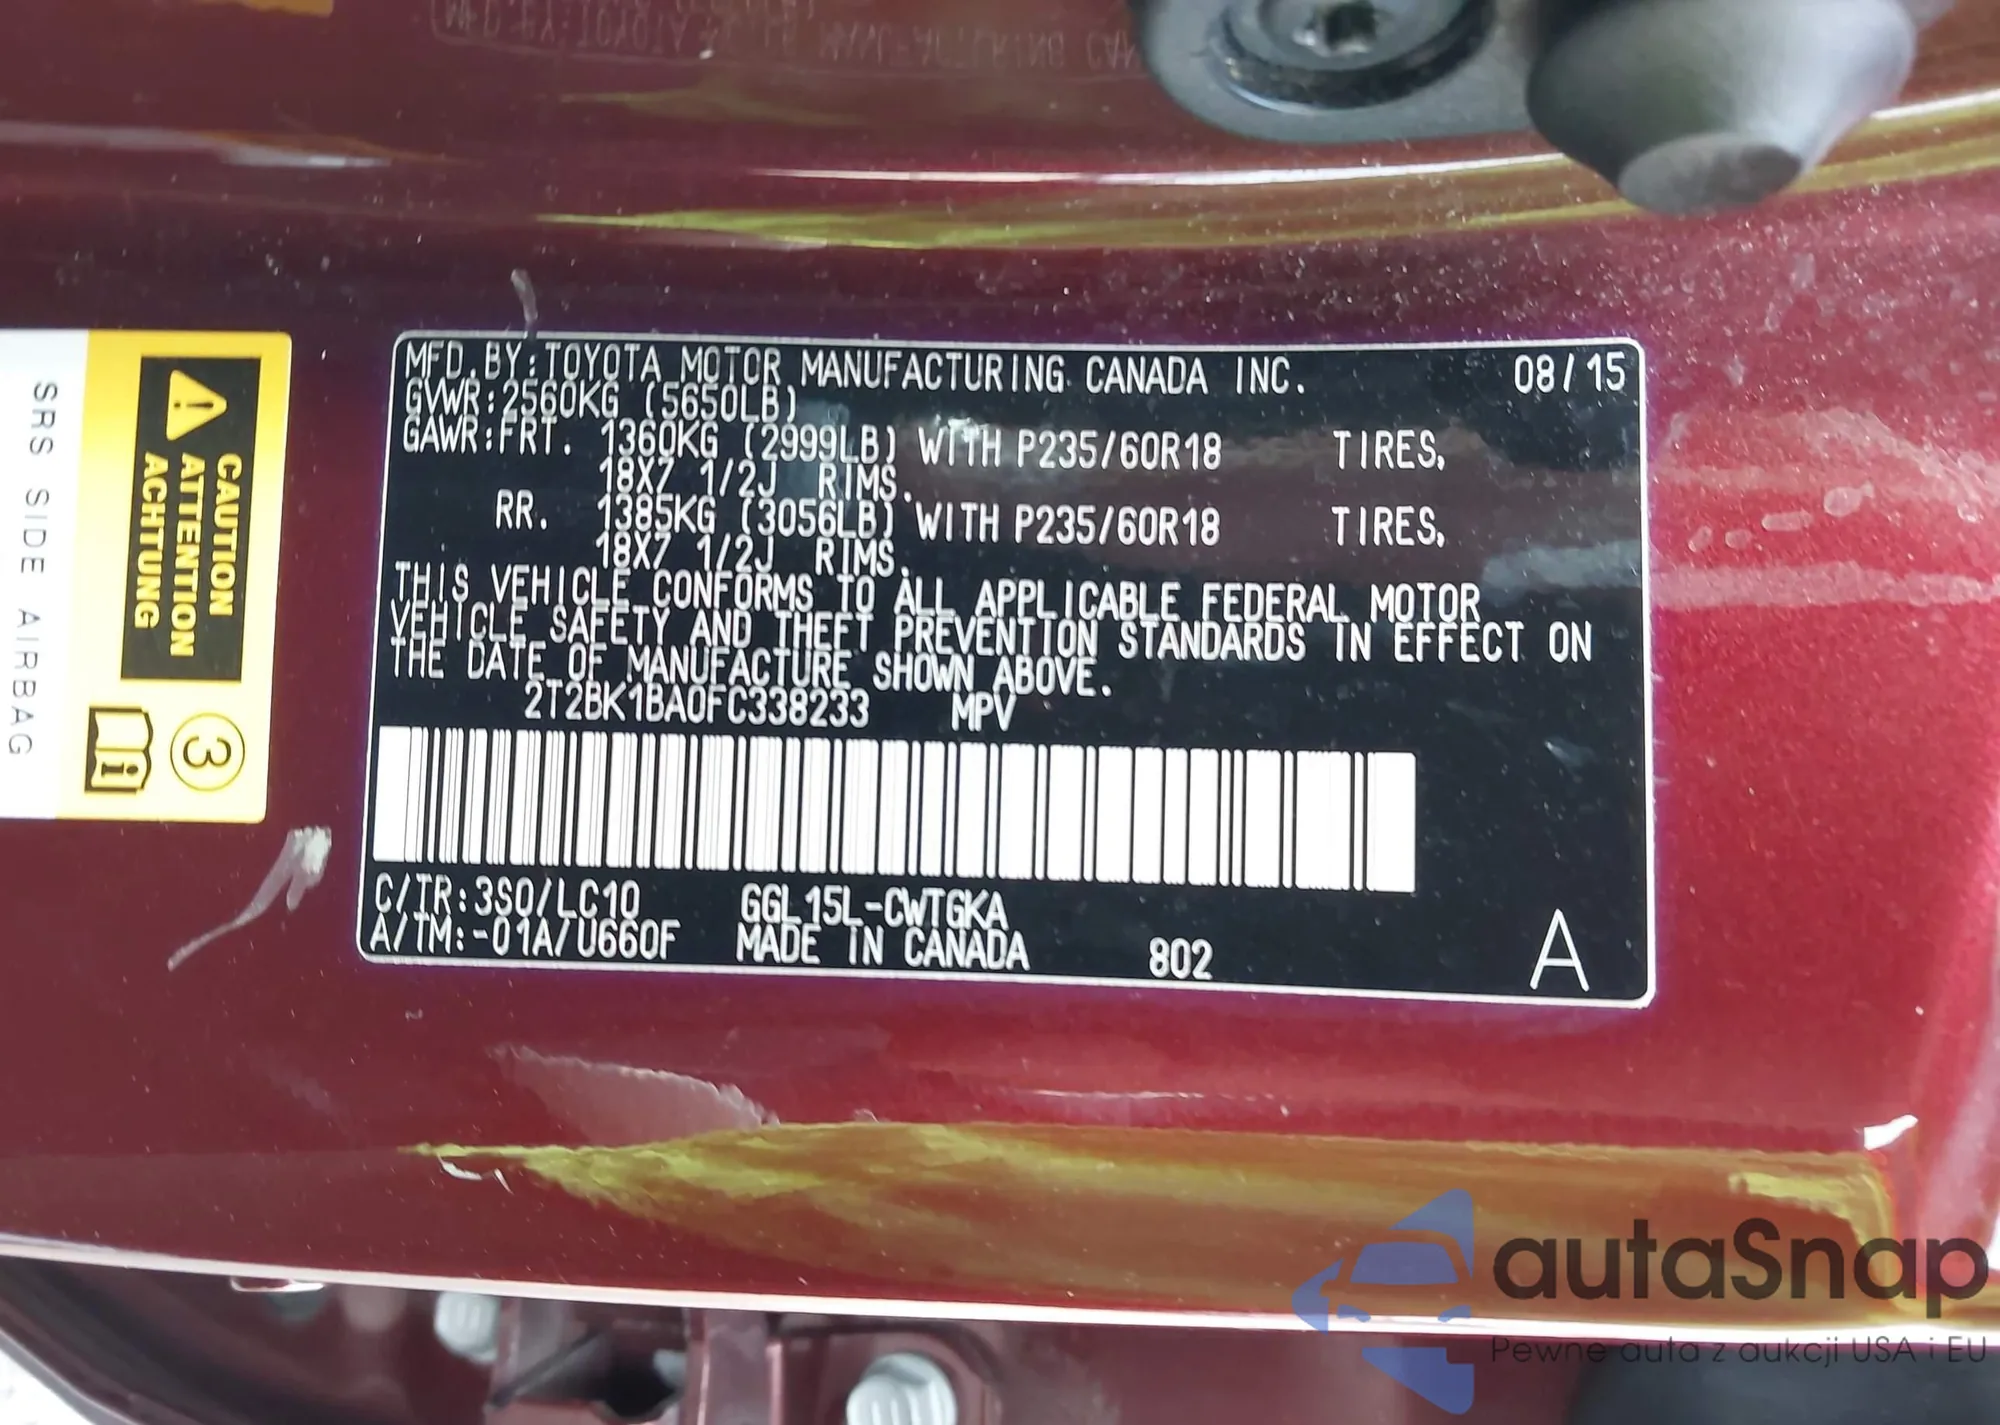 MFD.BY:TOYOTA MOTOR MANUFACTURING CANADA INC. 08/15
GVWR:2560KG (5650LB)
GAWR:FRT. 1360KG (2999LB) WITH P235/60R18 TIRES,
18X7 1/2J RIMS.
RR. 1385KG (3056LB) WITH P235/60R18 TIRES,
18X7 1/2J RIMS.
THIS VEHICLE CONFORMS TO ALL APPLICABLE FEDERAL MOTOR
VEHICLE SAFETY AND THEFT PREVENTION STANDARDS IN EFFECT ON
THE DATE OF MANUFACTURE SHOWN ABOVE.
2T2BK1BA0FC338233 MPV
C/TR:3S0/LC10 GGL15L-CWTGKA
A/TM:-01A/U660F MADE IN CANADA 802 A
CAUTION
ATTENTION
ACHTUNG
3
SRS SIDE AIRBAG
autaSnap
Pewne auta z aukcji USA i EU